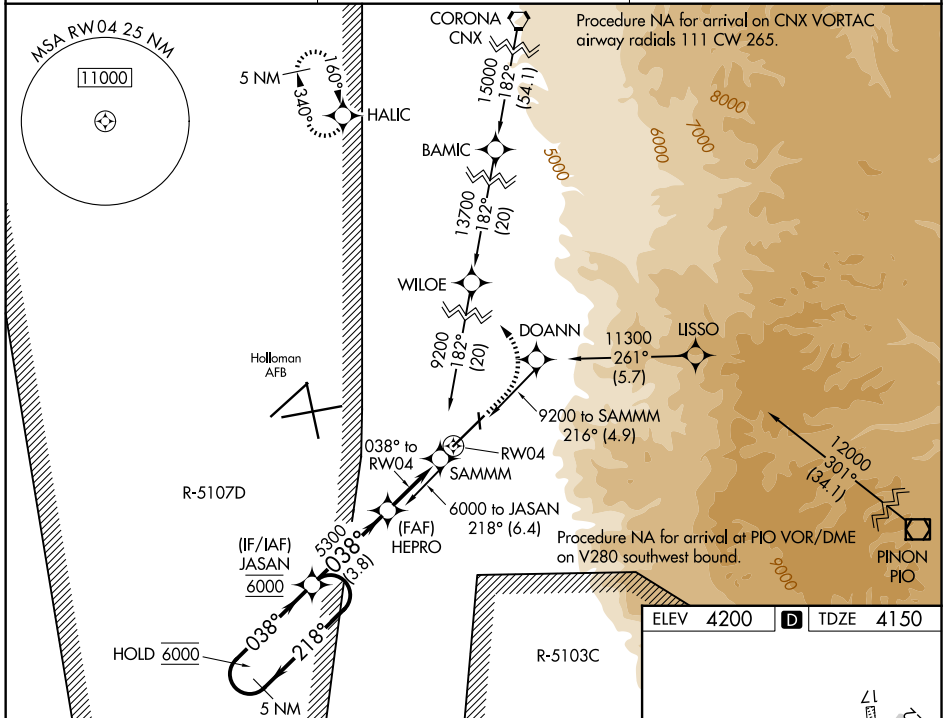 MSA RW04 25 NM
11000
5 NM
160°
340°
HALIC
CORONA
CNX
15000
182°
(54.1)
Procedure NA for arrival on CNX VORTAC
airway radials 111 CW 265.
8000
7000
6000
5000
BAMIC
13700
182°
(20)
WILOE
9200
182°
(20)
DOANN
11300
261°
(5.7)
LISSO
Holloman
AFB
9200 to SAMMM
216° (4.9)
12000
301°
(34.1)
038° to
RW04
RW04
SAMMM
R-5107D
6000 to JASAN
218° (6.4)
(FAF)
HEPRO
Procedure NA for arrival at PIO VOR/DME
on V280 southwest bound.
PINON
PIO
9000
5300
038°
(3.8)
(IF/IAF)
JASAN
6000
038°
218°
HOLD 6000
5 NM
R-5103C
ELEV 4200 D TDZE 4150
17